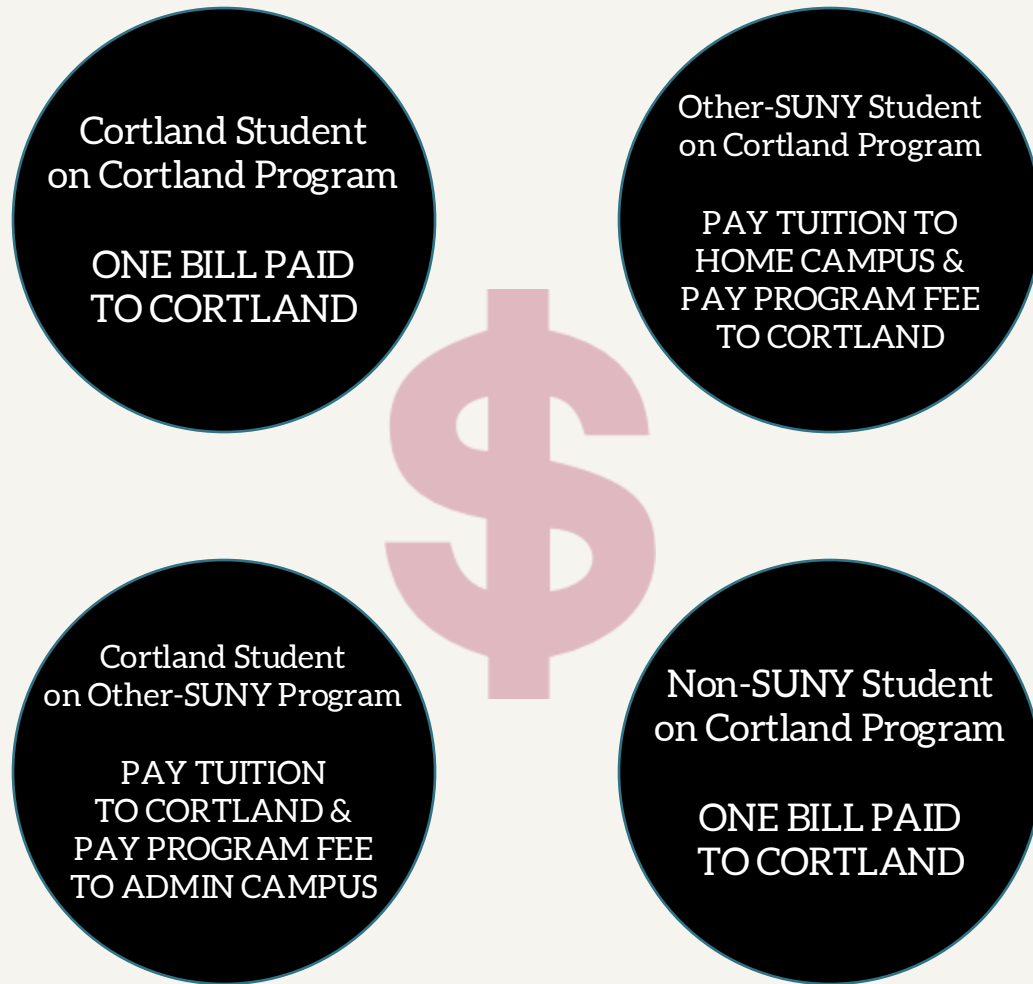 Cortland Student
on Cortland Program
ONE BILL PAID
TO CORTLAND
Other-SUNY Student
on Cortland Program
PAY TUITION TO
HOME CAMPUS &
PAY PROGRAM FEE
TO CORTLAND
$
Cortland Student
on Other-SUNY Program
PAY TUITION
TO CORTLAND &
PAY PROGRAM FEE
TO ADMIN CAMPUS
Non-SUNY Student
on Cortland Program
ONE BILL PAID
TO CORTLAND